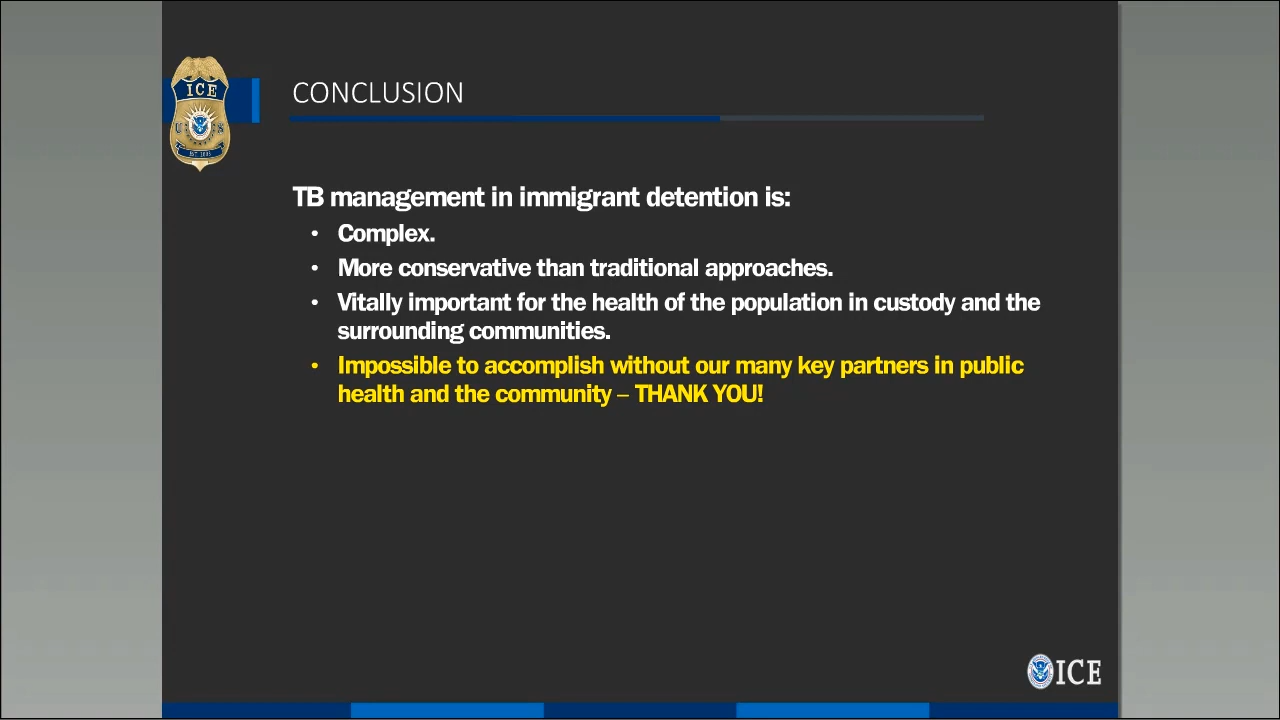 ICE
U S
CONCLUSION
TB management in immigrant detention is:
• Complex.
• More conservative than traditional approaches.
• Vitally important for the health of the population in custody and the
surrounding communities.
• Impossible to accomplish without our many key partners in public
health and the community – THANK YOU!
ICE